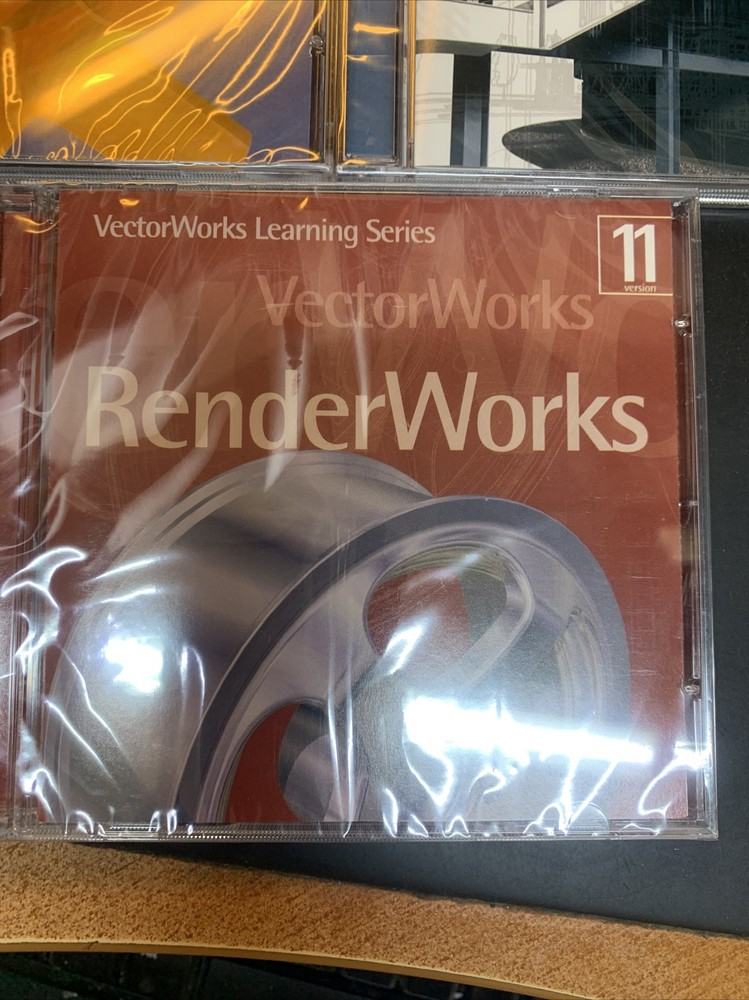 VectorWorks Learning Series
11
version
VectorWorks
RenderWorks